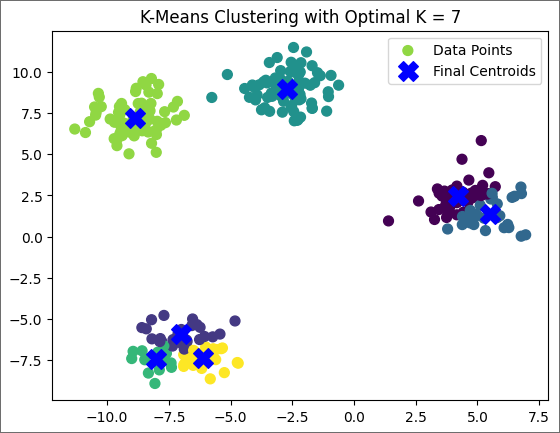 K-Means Clustering with Optimal K = 7
Data Points
Final Centroids
10.0
7.5
5.0
2.5
0.0
−2.5
−5.0
−7.5
−10.0 −7.5 −5.0 −2.5 0.0 2.5 5.0 7.5